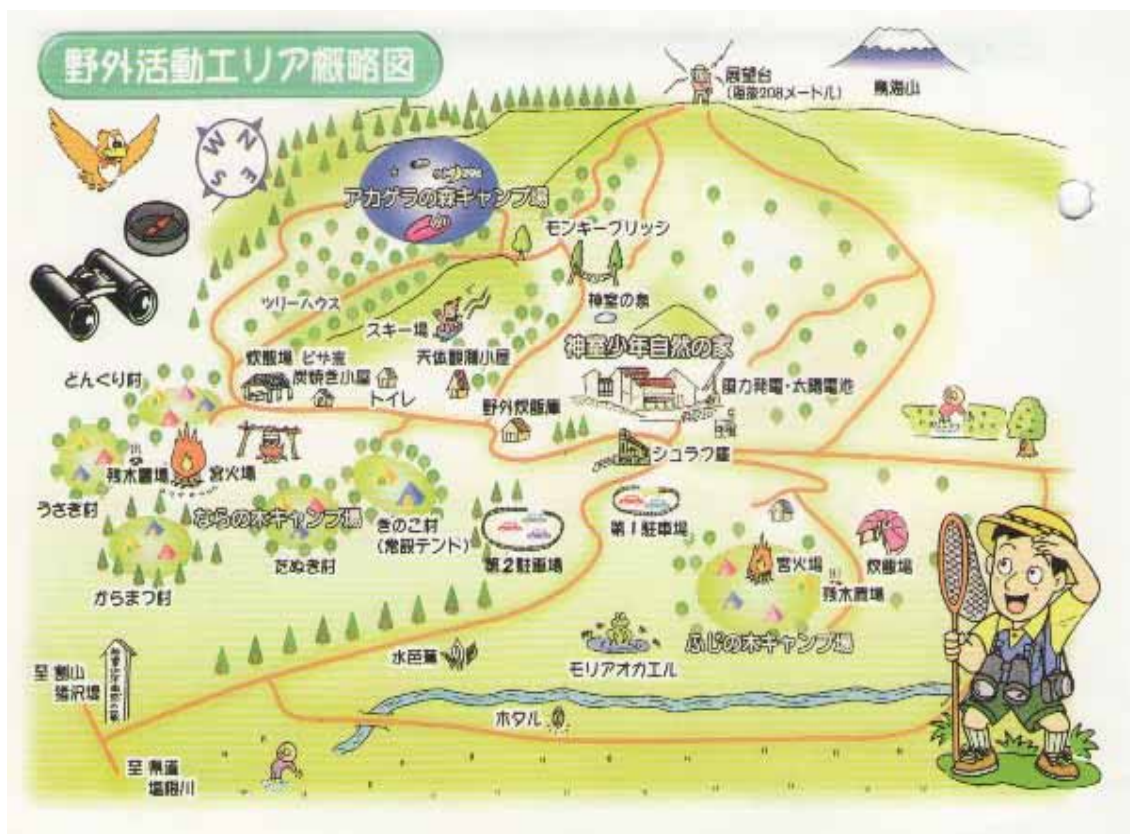 野外活動エリア概略図
展望台
(海抜208メートル)
鳥海山
N
W
E
S
アカゲラの森キャンプ場
モンキーブリッジ
神室の泉
ツリーハウス
スキー場
神室少年自然の家
炊飯場
ピザ窯
天体観測小屋
炭焼き小屋
トイレ
風力発電・太陽電池
どんぐり村
野外炊飯庫
シュラフ庫
残木置場
営火場
うさぎ村
ならの木キャンプ場
きのこ村
(常設テント)
第1駐車場
第2駐車場
たぬき村
からまつ村
営火場
炊飯場
残木置場
ふじの木キャンプ場
水芭蕉
モリアオガエル
至
割山
ホタル
至
県道
塩根川